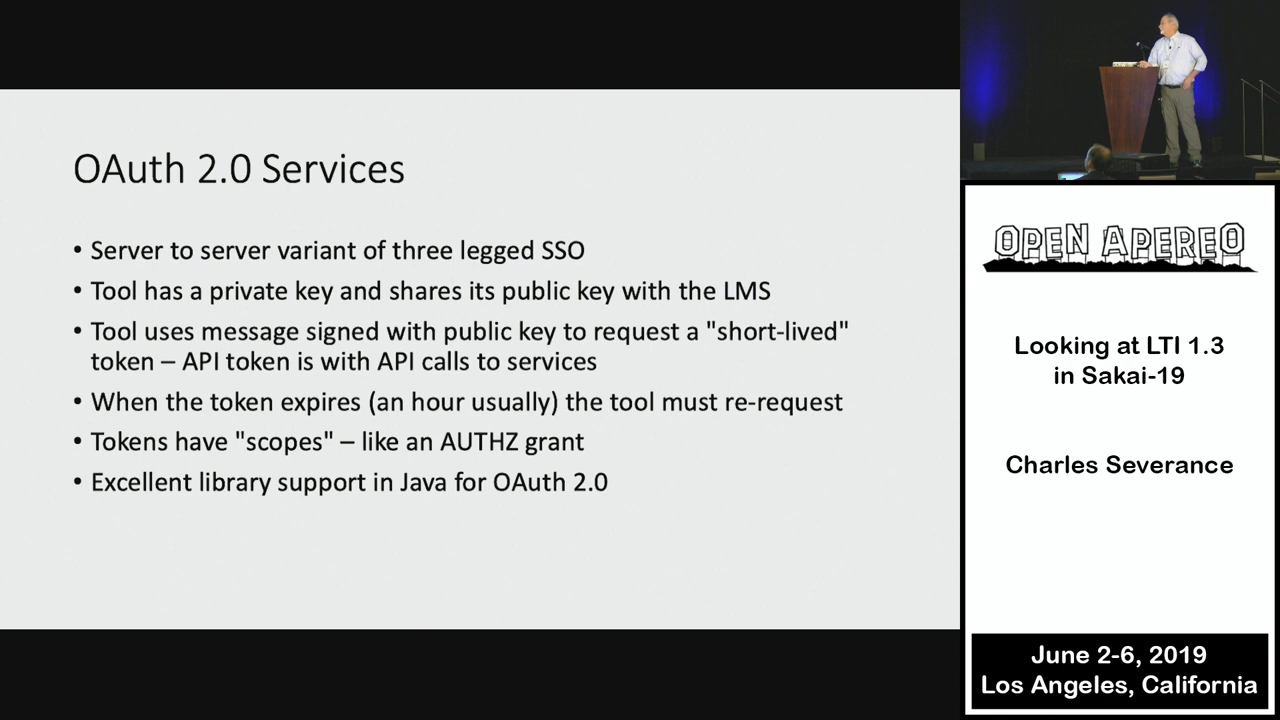 OAuth 2.0 Services
• Server to server variant of three legged SSO
• Tool has a private key and shares its public key with the LMS
• Tool uses message signed with public key to request a "short-lived"
token – API token is with API calls to services
• When the token expires (an hour usually) the tool must re-request
• Tokens have "scopes" – like an AUTHZ grant
• Excellent library support in Java for OAuth 2.0
OPEN APEREO
Looking at LTI 1.3
in Sakai-19
Charles Severance
June 2-6, 2019
Los Angeles, California